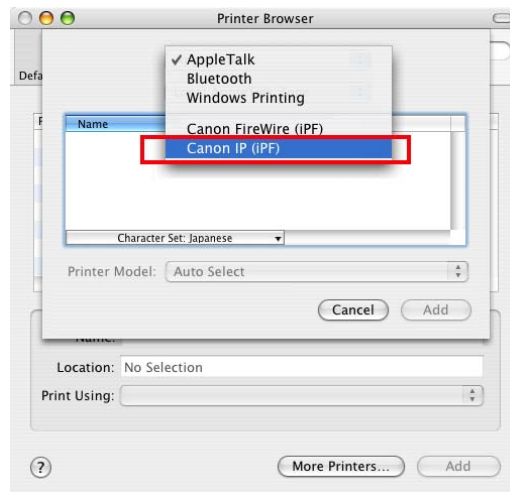 Printer Browser
✓ AppleTalk
Bluetooth
Windows Printing
Defa
Canon FireWire (iPF)
Name
Canon IP (iPF)
Character Set: Japanese
Printer Model: Auto Select
Cancel Add
Name:
Location: No Selection
Print Using:
? More Printers... Add